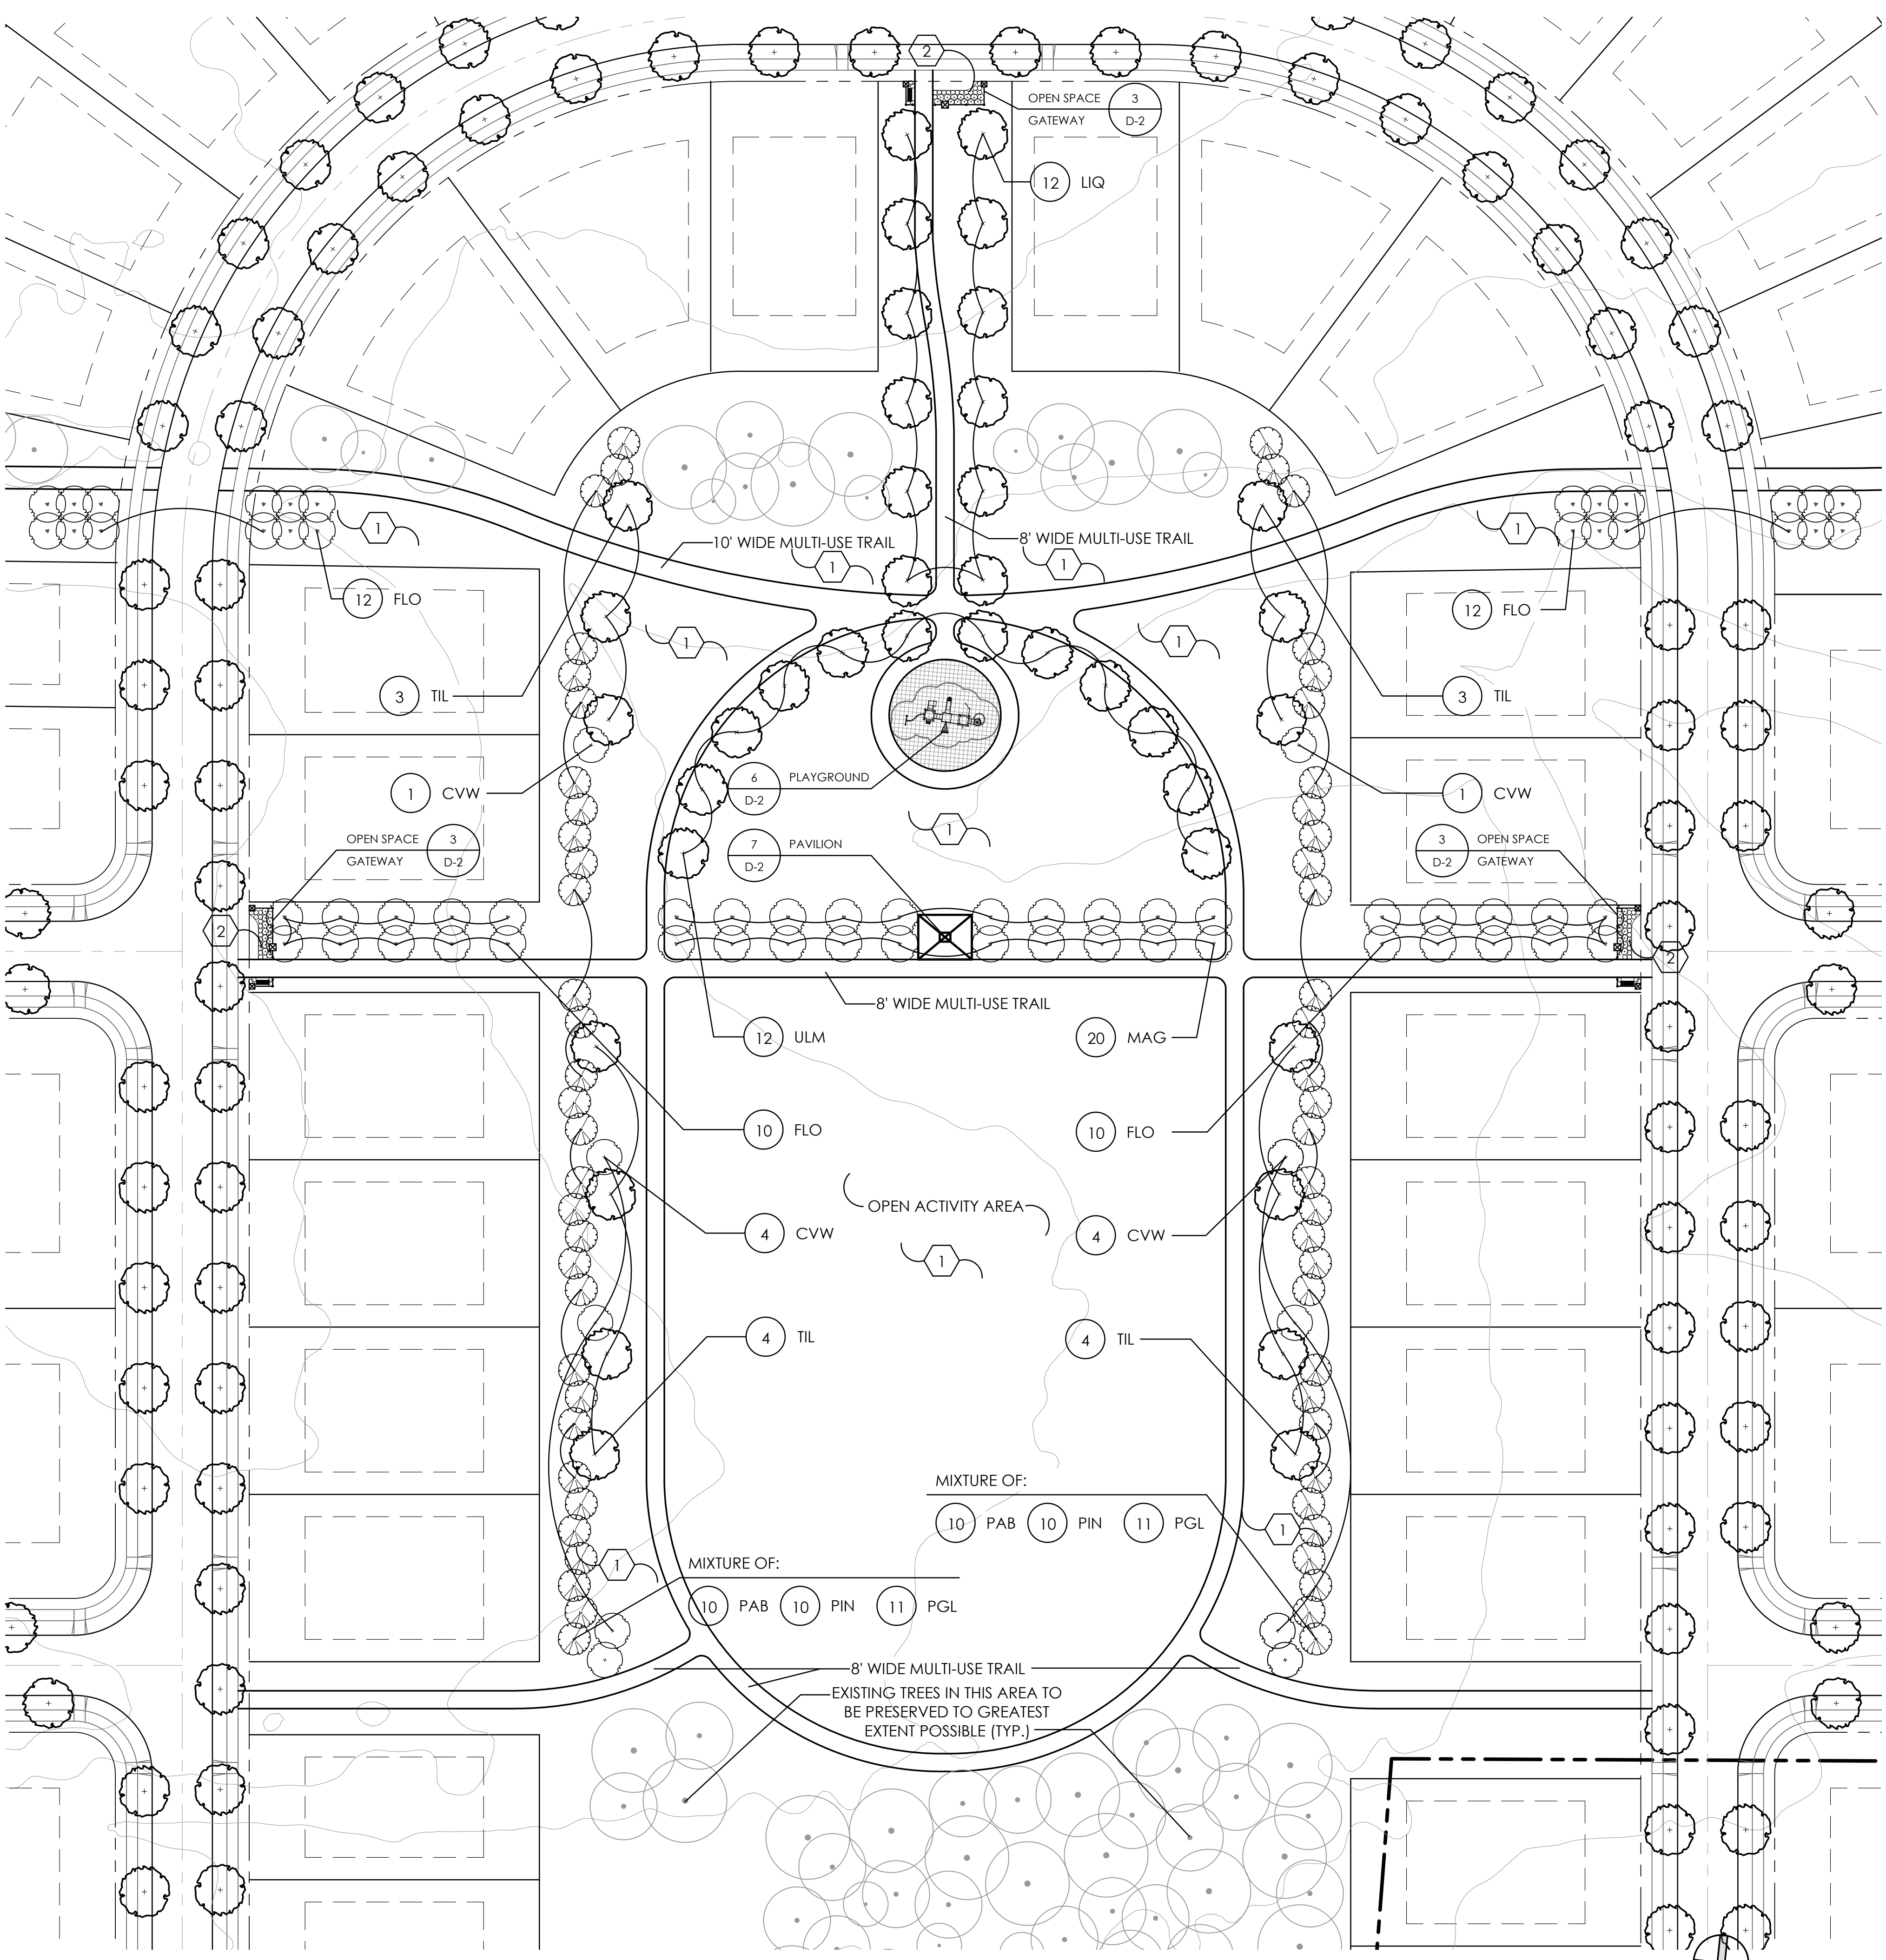 2
OPEN SPACE
GATEWAY
3
D-2
12 LIQ
1
1
10' WIDE MULTI-USE TRAIL
8' WIDE MULTI-USE TRAIL
1
1
12 FLO
12 FLO
1
1
3 TIL
3 TIL
6
D-2
PLAYGROUND
1 CVW
1 CVW
1
OPEN SPACE
GATEWAY
3
D-2
7
D-2
PAVILION
3
D-2
OPEN SPACE
GATEWAY
2
2
8' WIDE MULTI-USE TRAIL
12 ULM
20 MAG
10 FLO
10 FLO
OPEN ACTIVITY AREA
4 CVW
4 CVW
1
4 TIL
4 TIL
MIXTURE OF:
10 PAB 10 PIN 11 PGL
1
MIXTURE OF:
1
10 PAB 10 PIN 11 PGL
8' WIDE MULTI-USE TRAIL
EXISTING TREES IN THIS AREA TO
BE PRESERVED TO GREATEST
EXTENT POSSIBLE (TYP.)